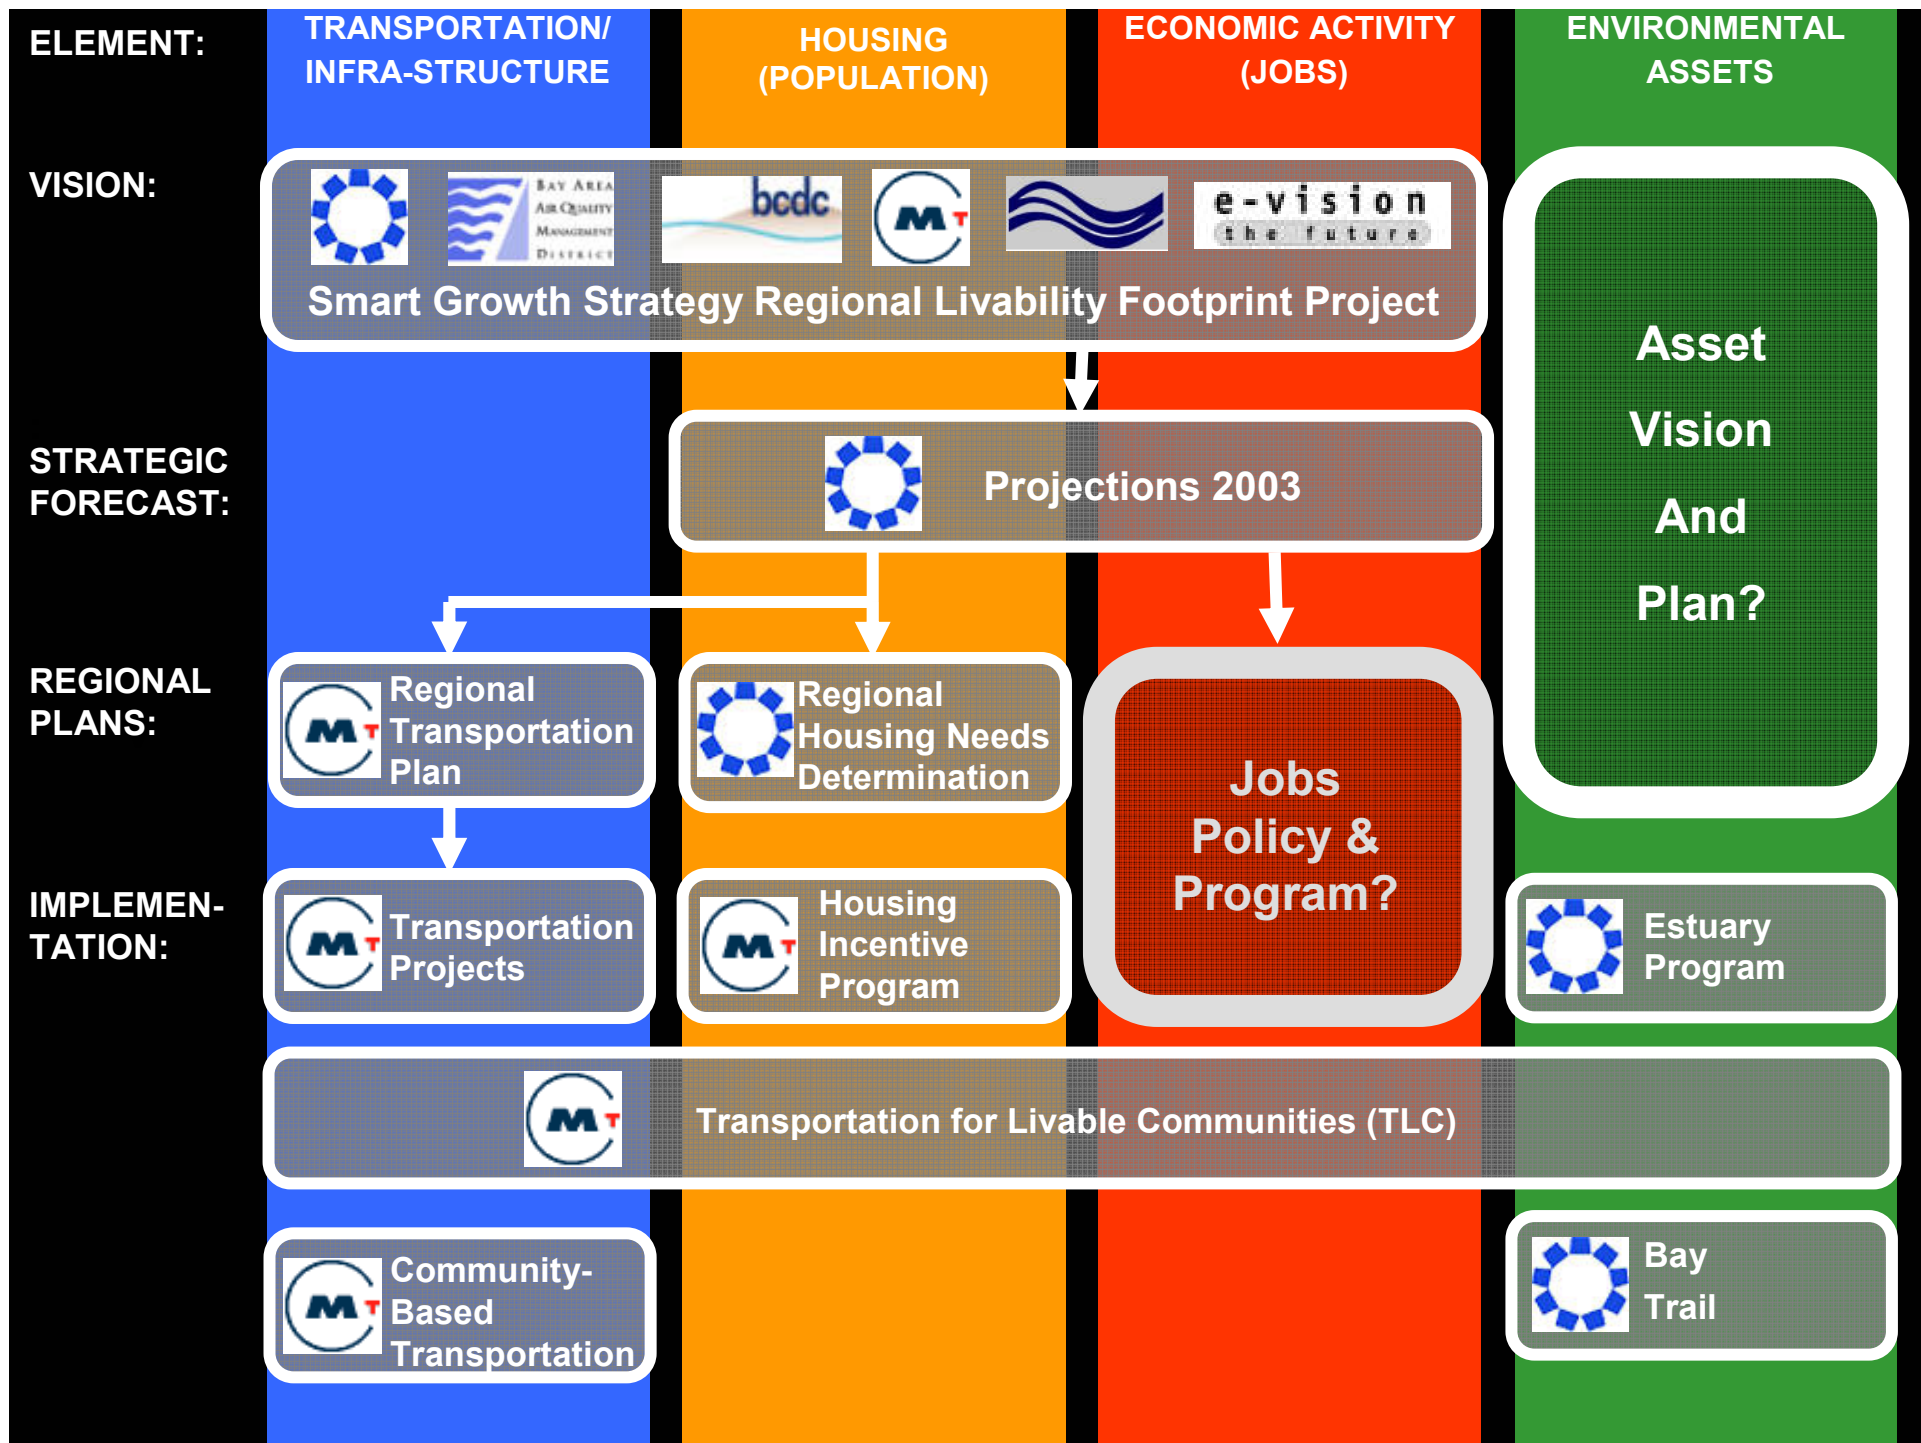 ELEMENT:
TRANSPORTATION/
INFRA-STRUCTURE
HOUSING
(POPULATION)
ECONOMIC ACTIVITY
(JOBS)
ENVIRONMENTAL
ASSETS
VISION:
BAY AREA
AIR QUALITY
MANAGEMENT
DISTRICT
bcdc
M T
e-vision
the future
Smart Growth Strategy Regional Livability Footprint Project
Asset
Vision
And
Plan?
STRATEGIC
FORECAST:
Projections 2003
REGIONAL
PLANS:
M T
Regional
Transportation
Plan
Regional
Housing Needs
Determination
Jobs
Policy &
Program?
IMPLEMEN-
TATION:
M T
Transportation
Projects
M T
Housing
Incentive
Program
Estuary
Program
M T
Transportation for Livable Communities (TLC)
M T
Community-
Based
Transportation
Bay
Trail